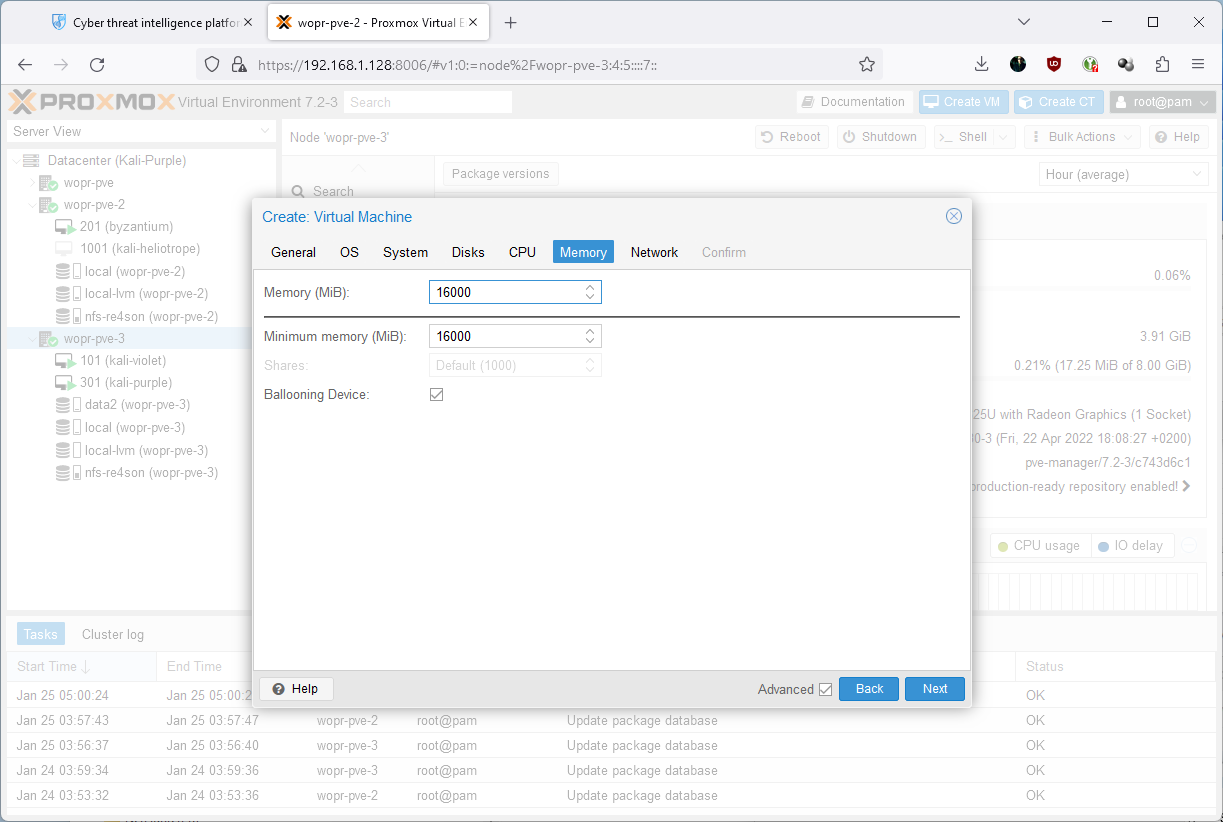 Cyber threat intelligence platfor
wopr-pve-2 - Proxmox Virtual E
https://192.168.1.128:8006/#v1:0:=node%2Fwopr-pve-3:4:5::::7::
PROXMOX Virtual Environment 7.2-3 Search Documentation Create VM Create CT root@pam
Server View
Node 'wopr-pve-3' Reboot Shutdown Shell Bulk Actions Help
Datacenter (Kali-Purple)
wopr-pve
wopr-pve-2
201 (byzantium)
1001 (kali-heliotrope)
local (wopr-pve-2)
local-lvm (wopr-pve-2)
nfs-re4son (wopr-pve-2)
wopr-pve-3
101 (kali-violet)
301 (kali-purple)
data2 (wopr-pve-3)
local (wopr-pve-3)
local-lvm (wopr-pve-3)
nfs-re4son (wopr-pve-3)
Search
Package versions
Hour (average)
Create: Virtual Machine
General OS System Disks CPU Memory Network Confirm
Memory (MiB): 16000
Minimum memory (MiB): 16000
Shares: Default (1000)
Ballooning Device:
Help Advanced Back Next
0.06%
3.91 GiB
0.21% (17.25 MiB of 8.00 GiB)
25U with Radeon Graphics (1 Socket)
0-3 (Fri, 22 Apr 2022 18:08:27 +0200)
pve-manager/7.2-3/c743d6c1
production-ready repository enabled!
CPU usage IO delay
Tasks Cluster log
Start Time End Time Status
Jan 25 05:00:24 Jan 25 05:00:2 OK
Jan 25 03:57:43 Jan 25 03:57:47 wopr-pve-2 root@pam Update package database OK
Jan 25 03:56:37 Jan 25 03:56:40 wopr-pve-3 root@pam Update package database OK
Jan 24 03:59:34 Jan 24 03:59:36 wopr-pve-3 root@pam Update package database OK
Jan 24 03:53:32 Jan 24 03:53:36 wopr-pve-2 root@pam Update package database OK